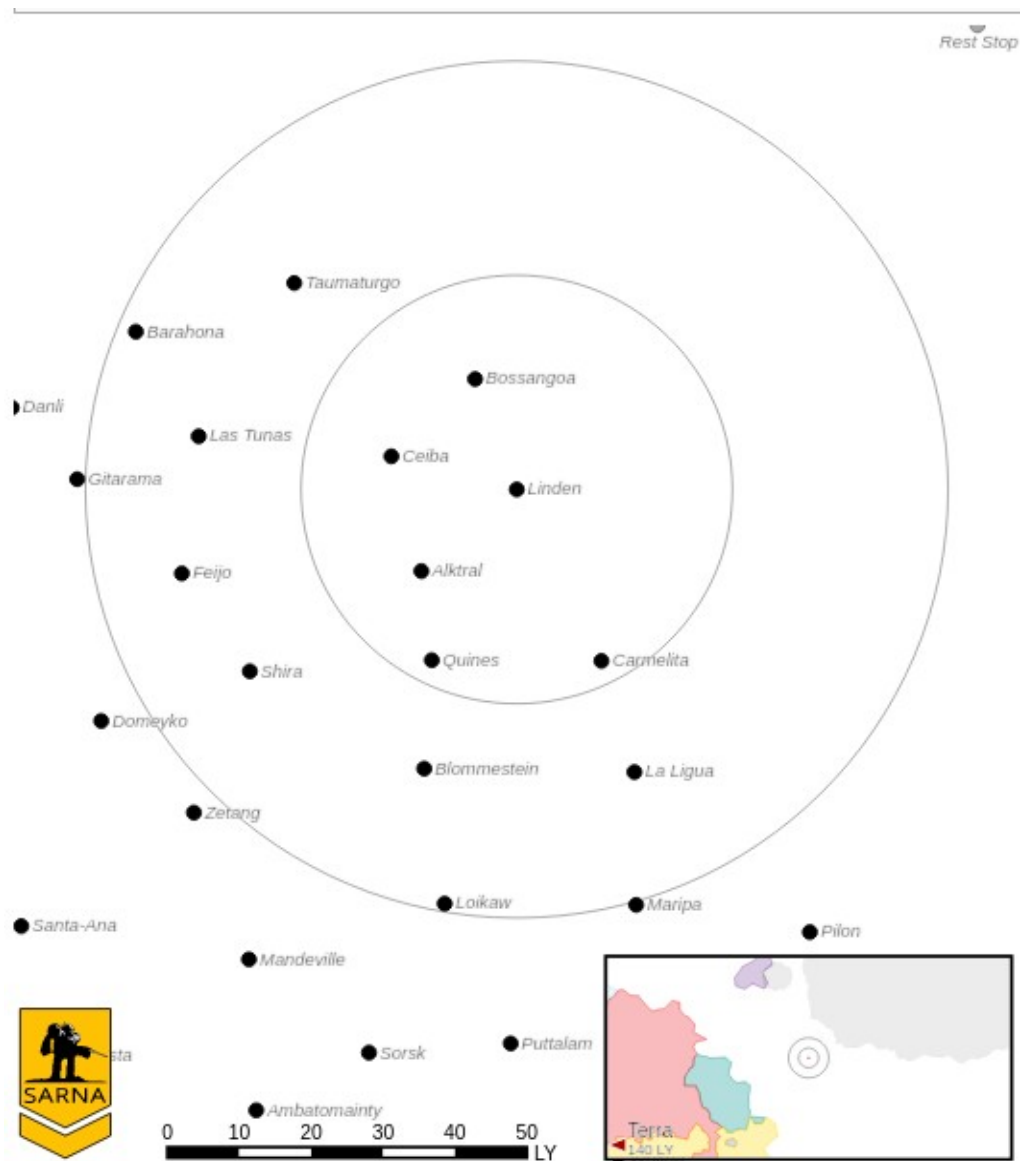 Rest Stop
Taumaturgo
Barahona
Bossangoa
Danli
Las Tunas
Ceiba
Gitarama
Linden
Feijo
Alktral
Quines
Carmelita
Shira
Domeyko
Blommestein
La Ligua
Zetang
Loikaw
Maripa
Santa-Ana
Pilon
Mandeville
Puttalam
Sorsk
sta
SARNA
Ambatomainty
0 10 20 30 40 50
LY
Terra
140 LY